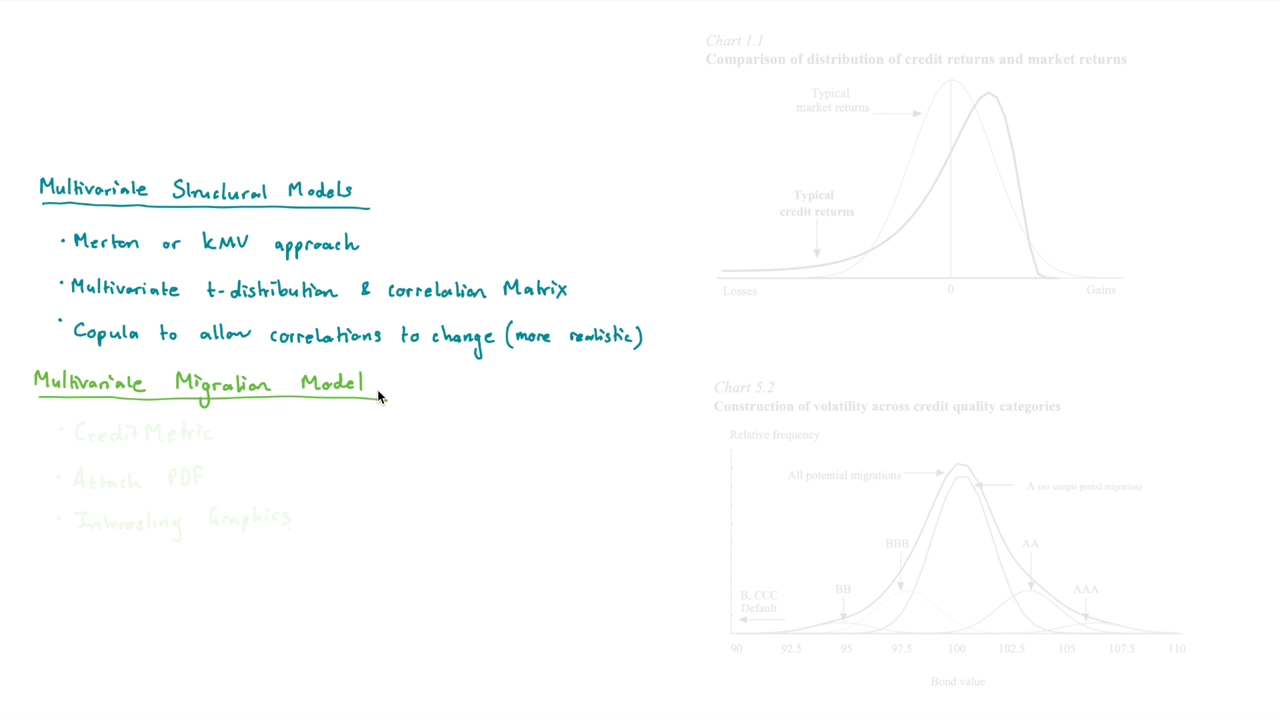 Multivariate Structural Models
· Merton or KMV approach
· Multivariate t-distribution & correlation Matrix
· Copula to allow correlations to change (more realistic)
Multivariate Migration Model
· CreditMetric
· Attach PDF
· Interesting Graphics
Chart 1.1
Comparison of distribution of credit returns and market returns
Typical
market returns
Typical
credit returns
Losses 0 Gains
Chart 5.2
Construction of volatility across credit quality categories
Relative frequency
All potential migrations
A (no sample period migration)
BBB AA
BB AAA
B, CCC
Default
90 92.5 95 97.5 100 102.5 105 107.5 110
Bond value